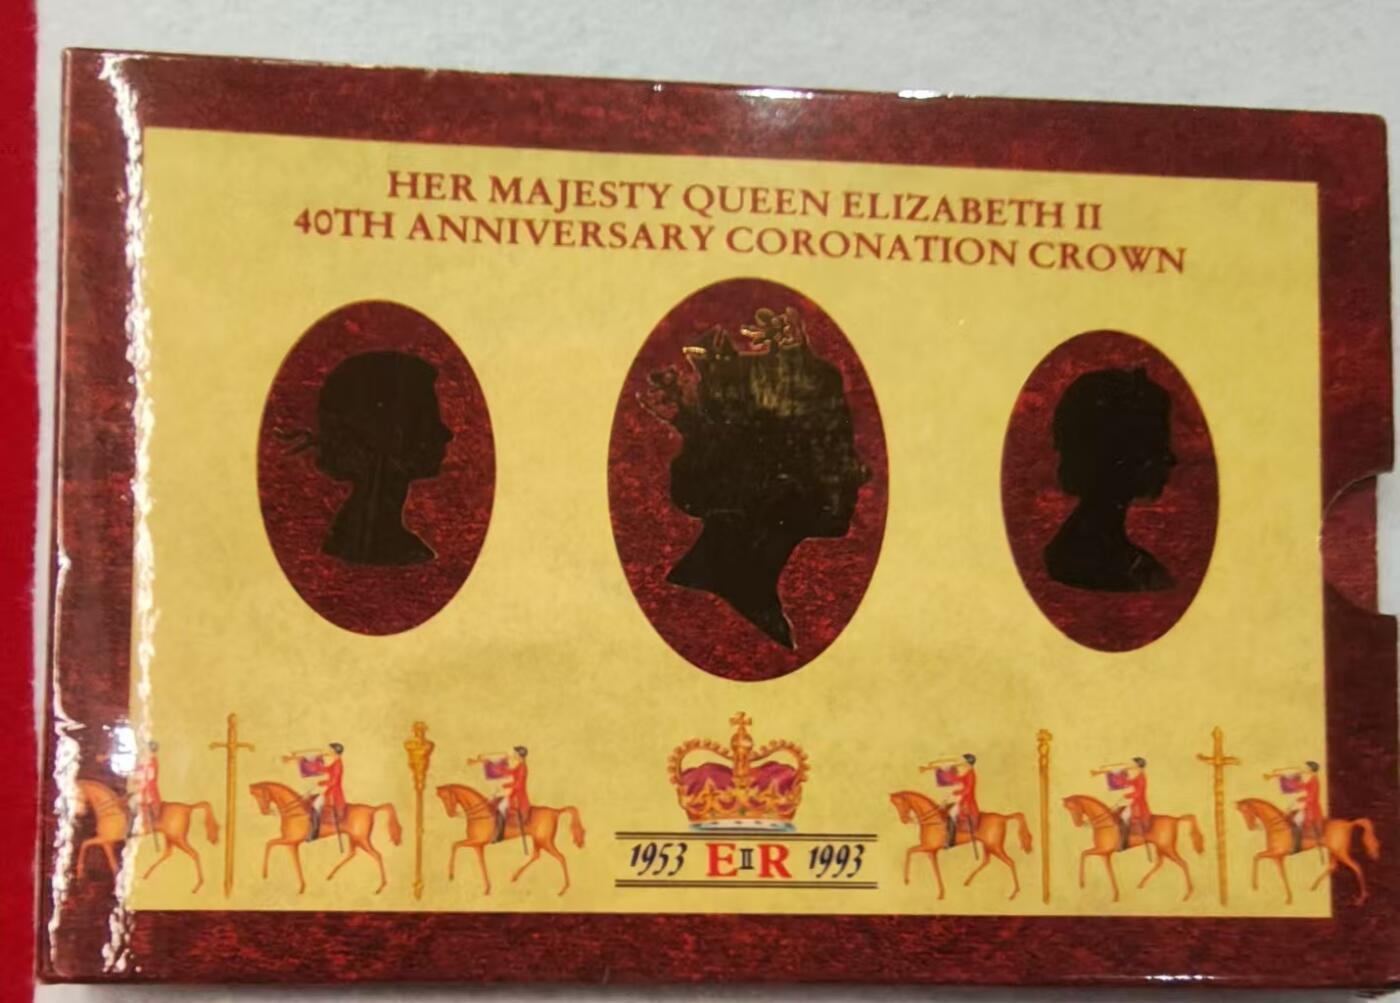 HER MAJESTY QUEEN ELIZABETH II
40TH ANNIVERSARY CORONATION CROWN
1953 EIIR 1993